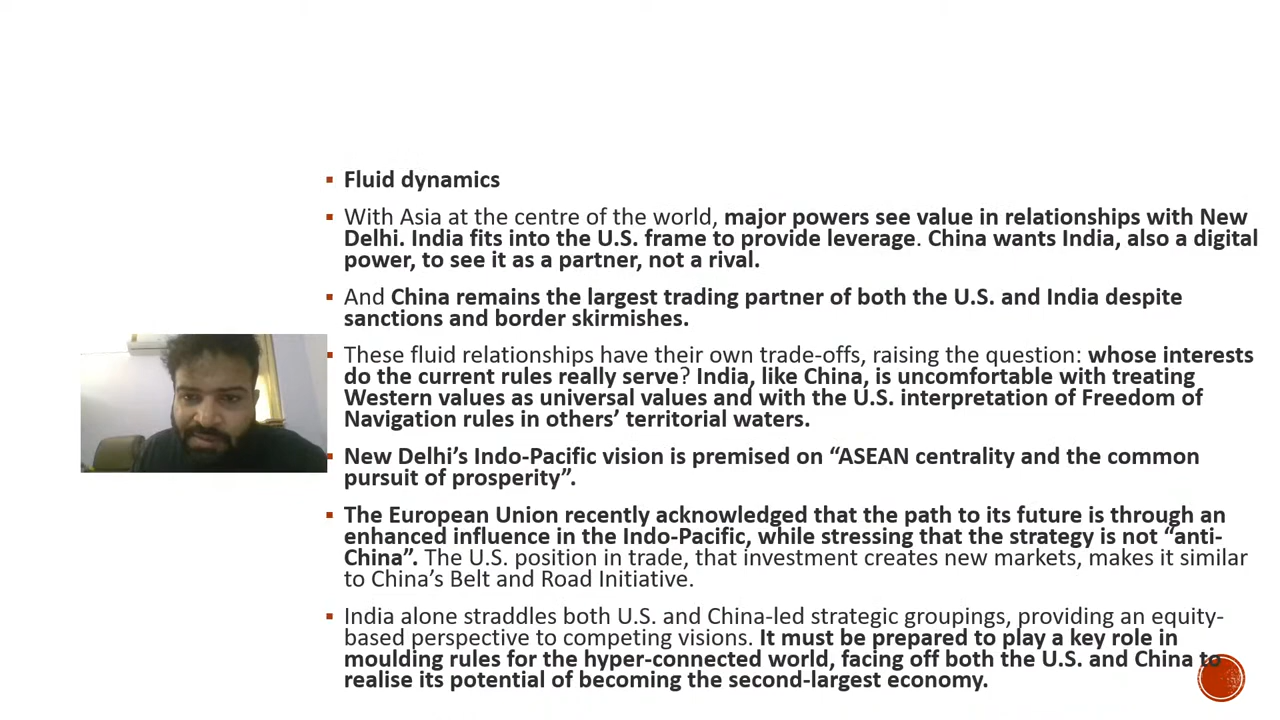 Fluid dynamics
With Asia at the centre of the world, major powers see value in relationships with New
Delhi. India fits into the U.S. frame to provide leverage. China wants India, also a digital
power, to see it as a partner, not a rival.
And China remains the largest trading partner of both the U.S. and India despite
sanctions and border skirmishes.
These fluid relationships have their own trade-offs, raising the question: whose interests
do the current rules really serve? India, like China, is uncomfortable with treating
Western values as universal values and with the U.S. interpretation of Freedom of
Navigation rules in others’ territorial waters.
New Delhi’s Indo-Pacific vision is premised on “ASEAN centrality and the common
pursuit of prosperity”.
The European Union recently acknowledged that the path to its future is through an
enhanced influence in the Indo-Pacific, while stressing that the strategy is not “anti-
China”. The U.S. position in trade, that investment creates new markets, makes it similar
to China’s Belt and Road Initiative.
India alone straddles both U.S. and China-led strategic groupings, providing an equity-
based perspective to competing visions. It must be prepared to play a key role in
moulding rules for the hyper-connected world, facing off both the U.S. and China to
realise its potential of becoming the second-largest economy.